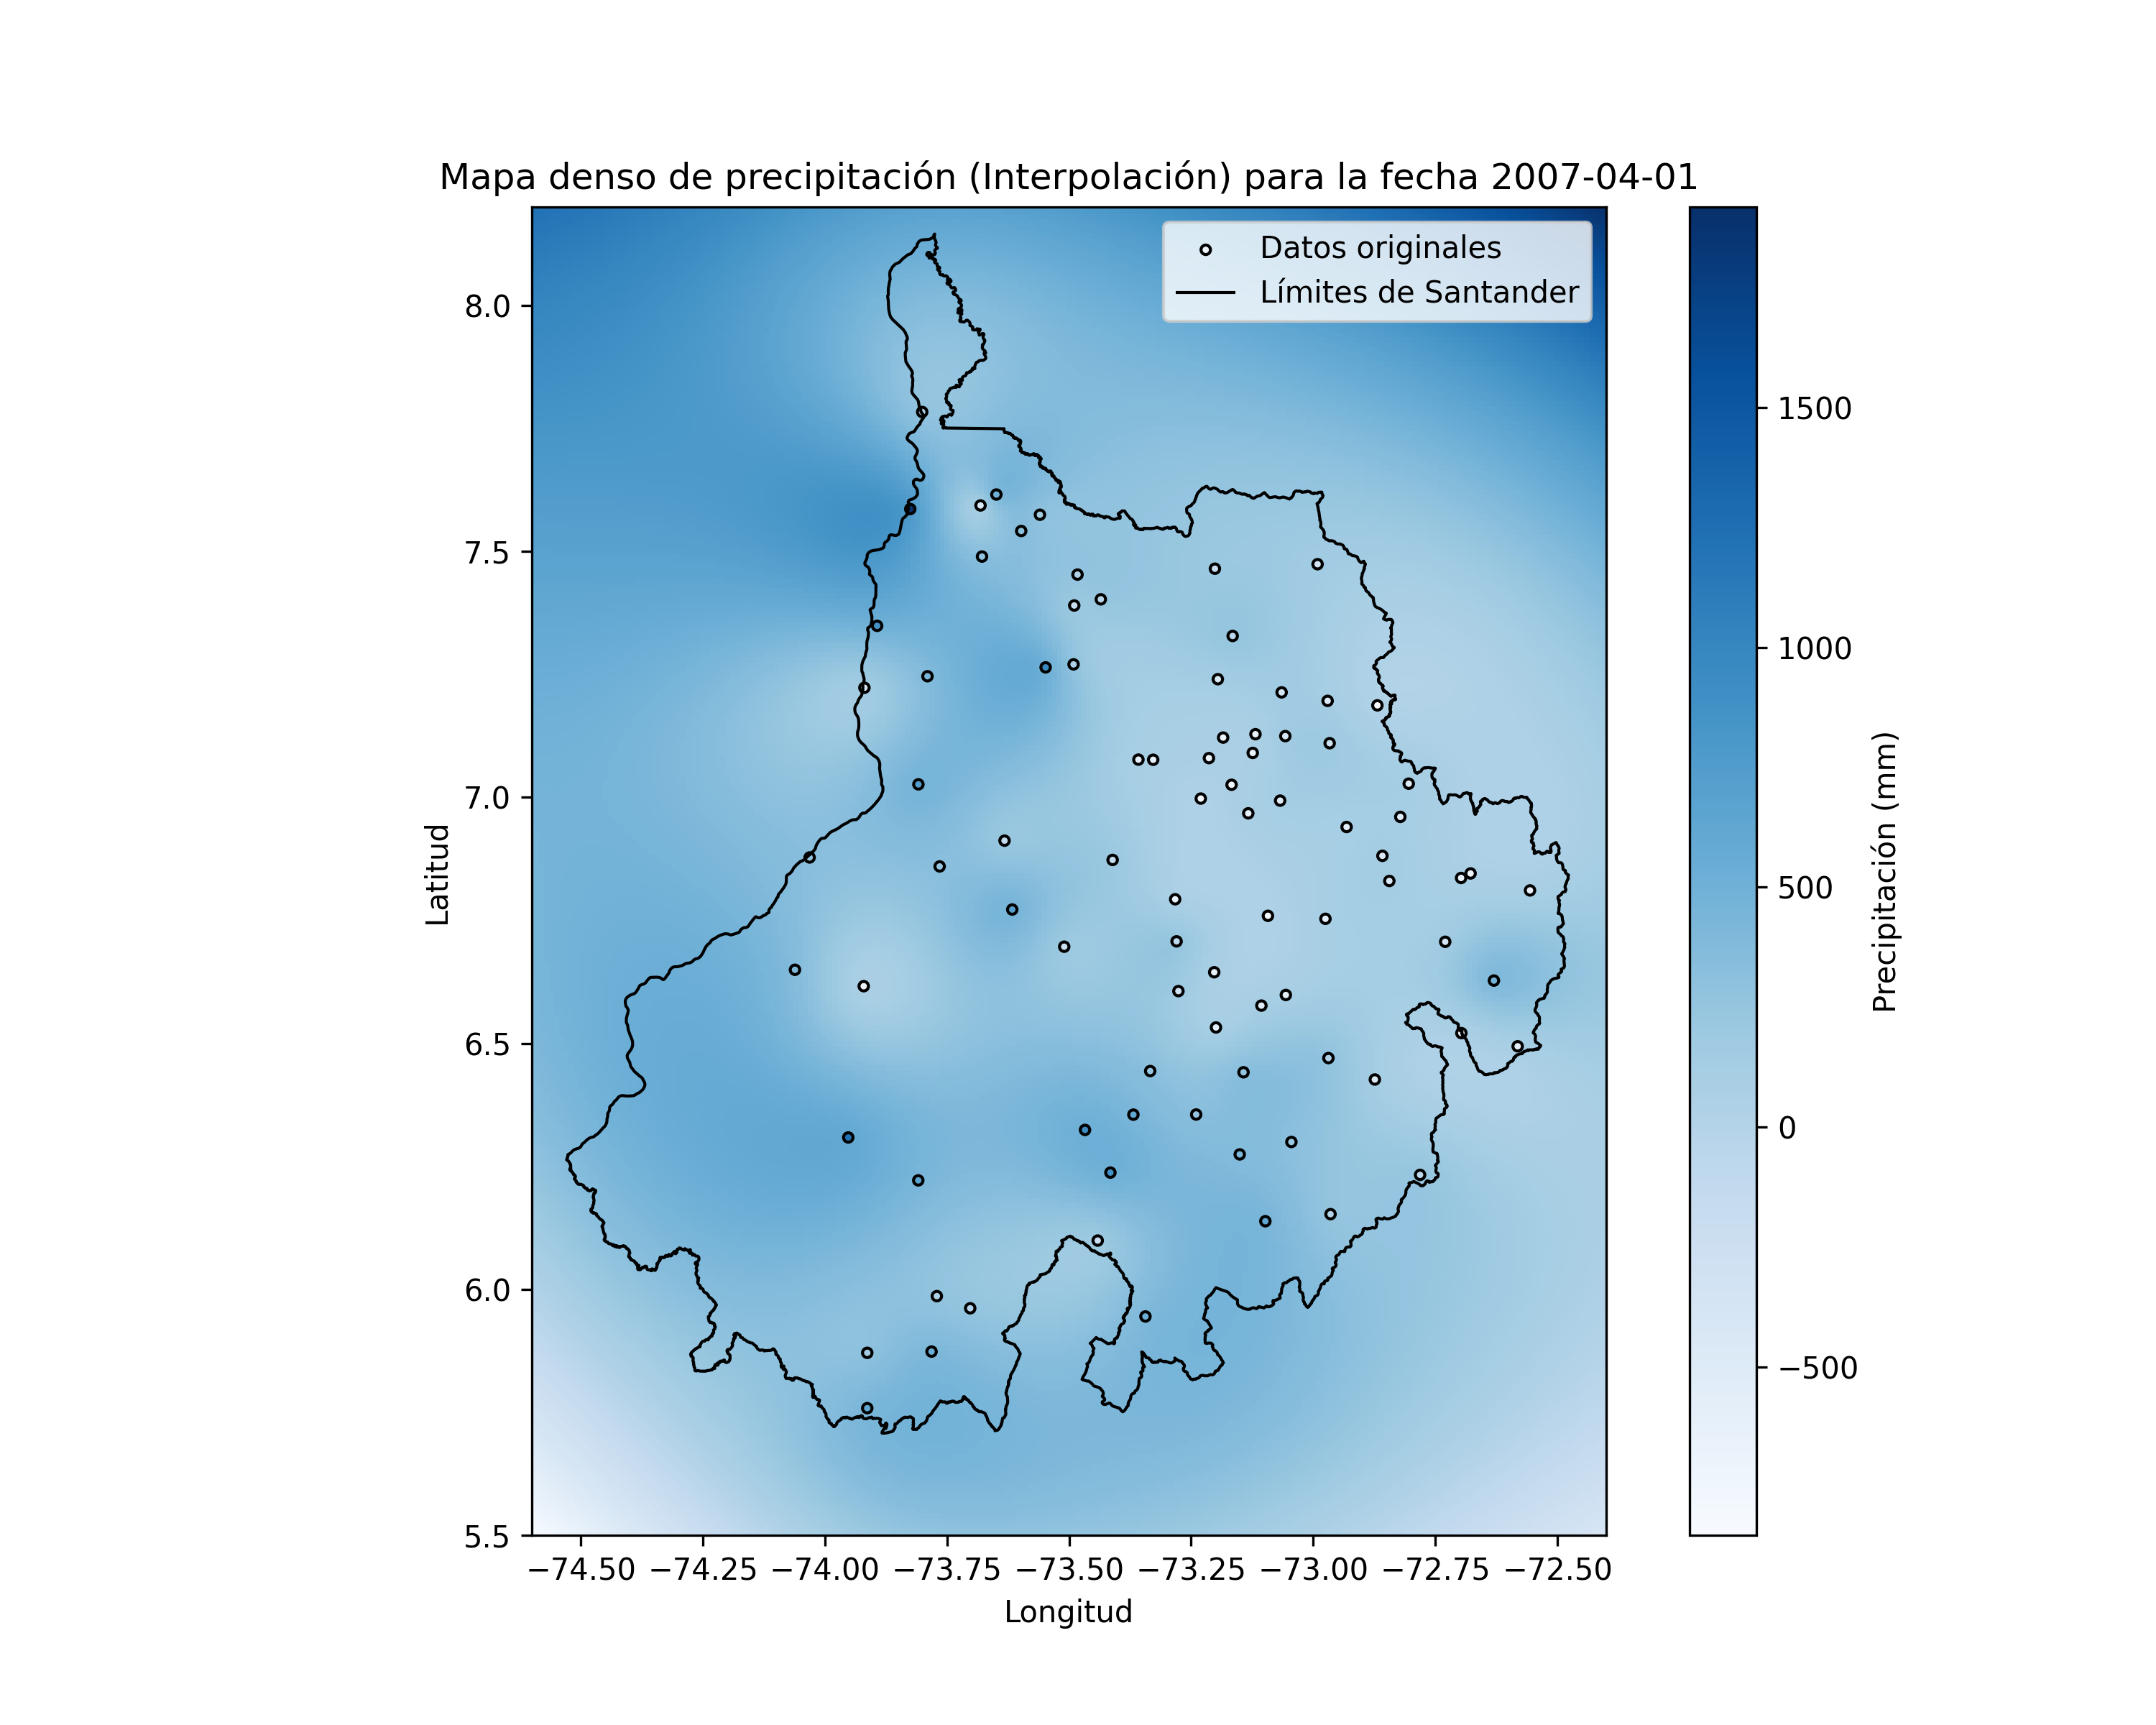 Mapa denso de precipitación (Interpolación) para la fecha 2007-04-01
Datos originales
Límites de Santander
8.0
7.5
7.0
6.5
6.0
5.5
Latitud
−74.50 −74.25 −74.00 −73.75 −73.50 −73.25 −73.00 −72.75 −72.50
Longitud
1500
1000
500
0
−500
Precipitación (mm)